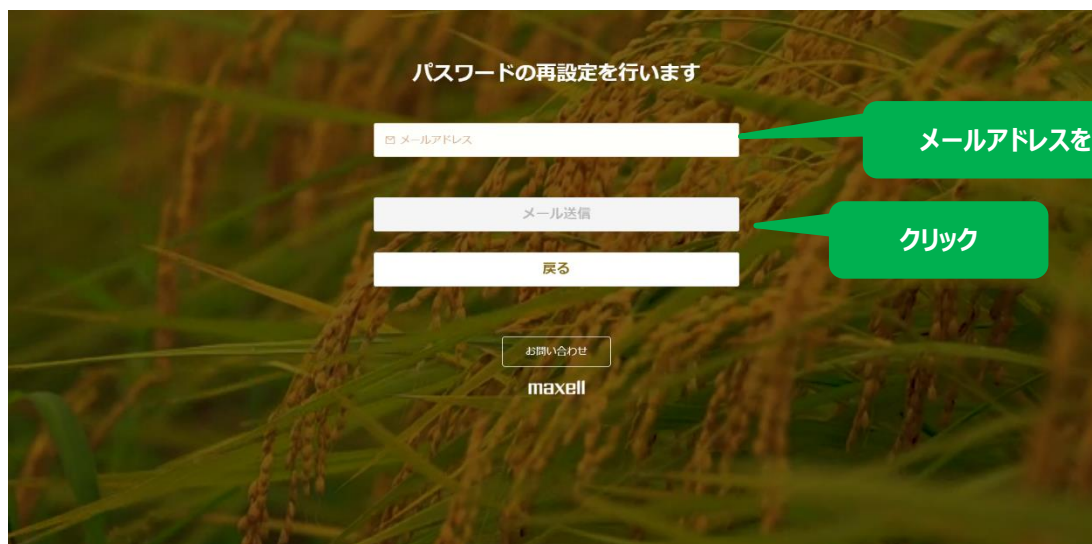 パスワードの再設定を行います
メールアドレス
メールアドレスを
メール送信
クリック
戻る
お問い合わせ
maxell